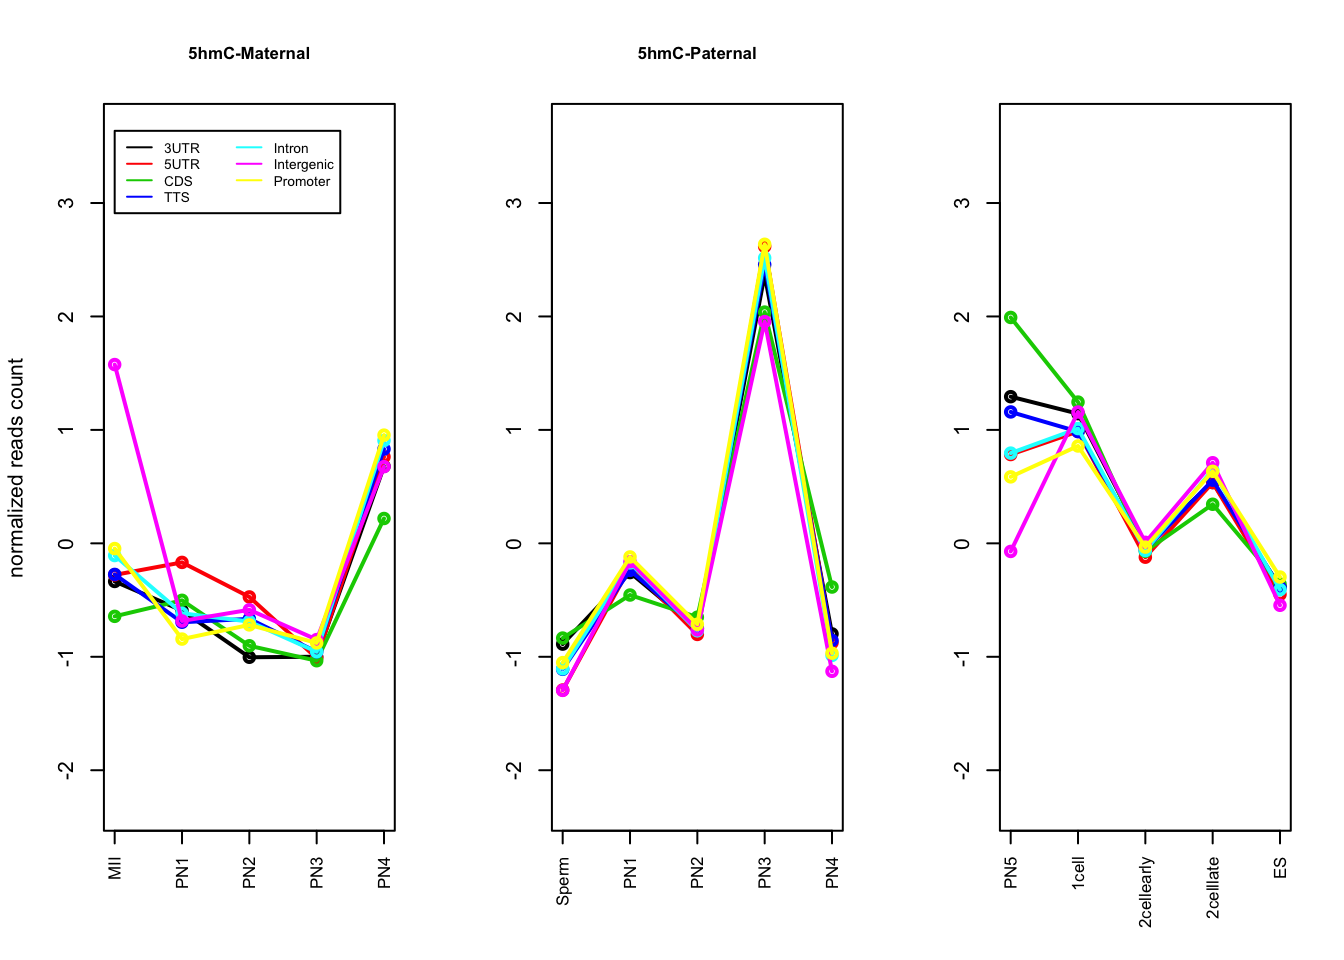 5hmC-Maternal
5hmC-Paternal
normalized reads count
3UTR
5UTR
CDS
TTS
Intron
Intergenic
Promoter
3
2
1
0
-1
-2
MII
PN1
PN2
PN3
PN4
3
2
1
0
-1
-2
Sperm
PN1
PN2
PN3
PN4
3
2
1
0
-1
-2
PN5
1cell
2cellearly
2celllate
ES